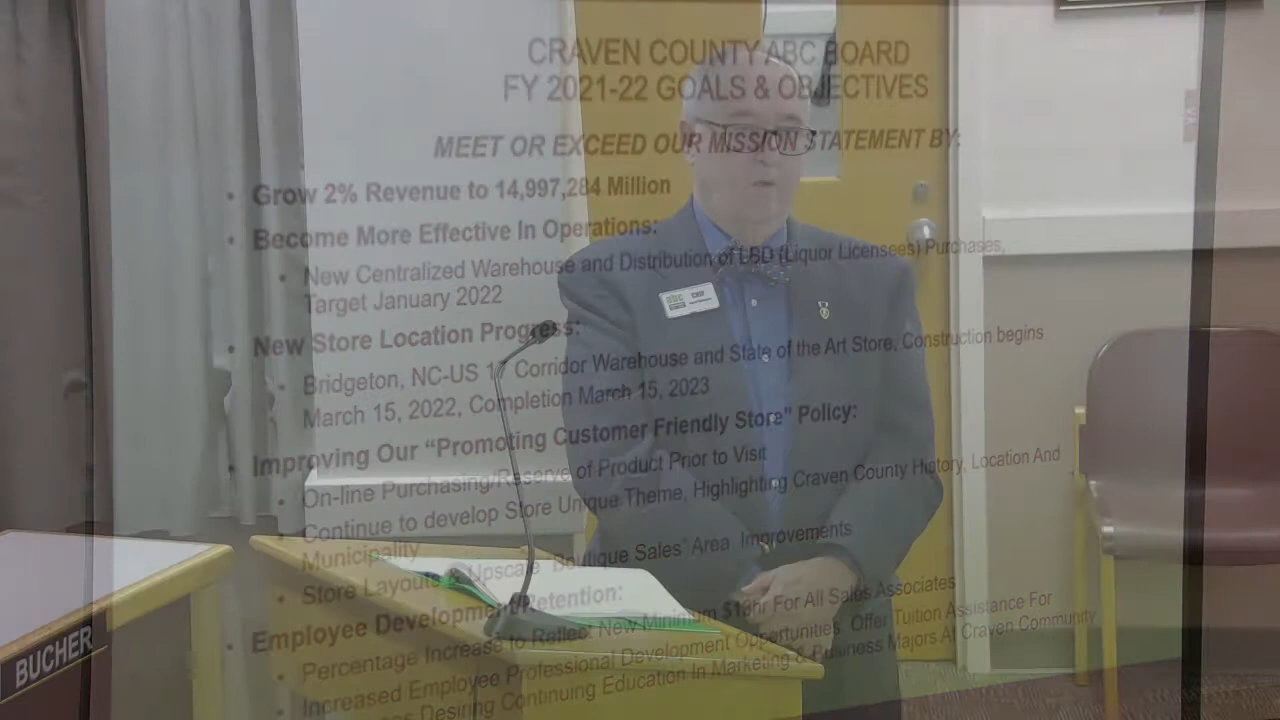 CRAVEN COUNTY ABC BOARD
FY 2021-22 GOALS & OBJECTIVES
MEET OR EXCEED OUR MISSION STATEMENT BY:
• Grow 2% Revenue to 14,997,284 Million
• Become More Effective In Operations:
• New Centralized Warehouse and Distribution of LBD (Liquor Licensees) Purchases,
Target January 2022
• New Store Location Progress:
• Bridgeton, NC-US 17 Corridor Warehouse and State of the Art Store, Construction begins
March 15, 2022, Completion March 15, 2023
• Improving Our “Promoting Customer Friendly Store" Policy:
• On-line Purchasing/Reserve of Product Prior to Visit
• Continue to develop Store Unique Theme, Highlighting Craven County History, Location And
Municipality
• Store Layouts & Upscale "Boutique Sales" Area Improvements
• Employee Development/Retention:
• Percentage Increase to Reflect New Minimum $15hr For All Sales Associates
• Increased Employee Professional Development Opportunities. Offer Tuition Assistance For
Desiring Continuing Education In Marketing & Business Majors At Craven Community
abc
BUCHER